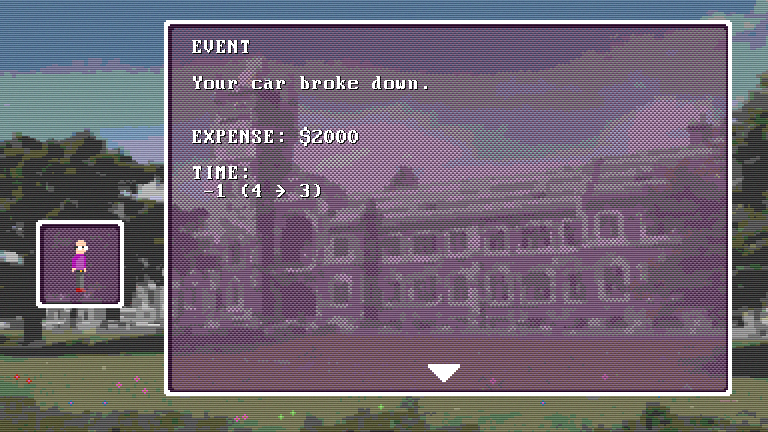 EVENT
Your car broke down.
EXPENSE: $2000
TIME:
-1 (4 → 3)